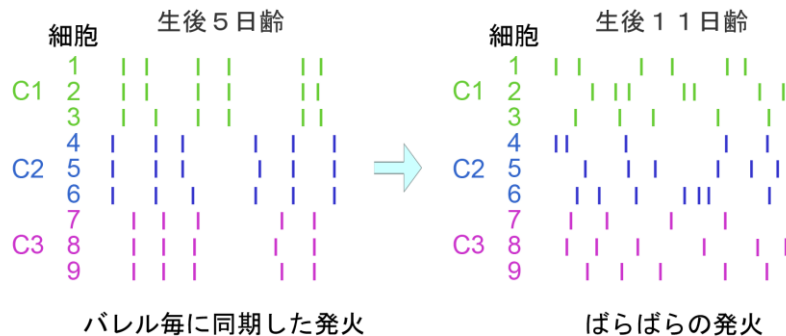 生後５日齢
細胞
1
C1 2
3
4
C2 5
6
7
C3 8
9
バレル毎に同期した発火
生後１１日齢
細胞
1
C1 2
3
4
C2 5
6
7
C3 8
9
ばらばらの発火